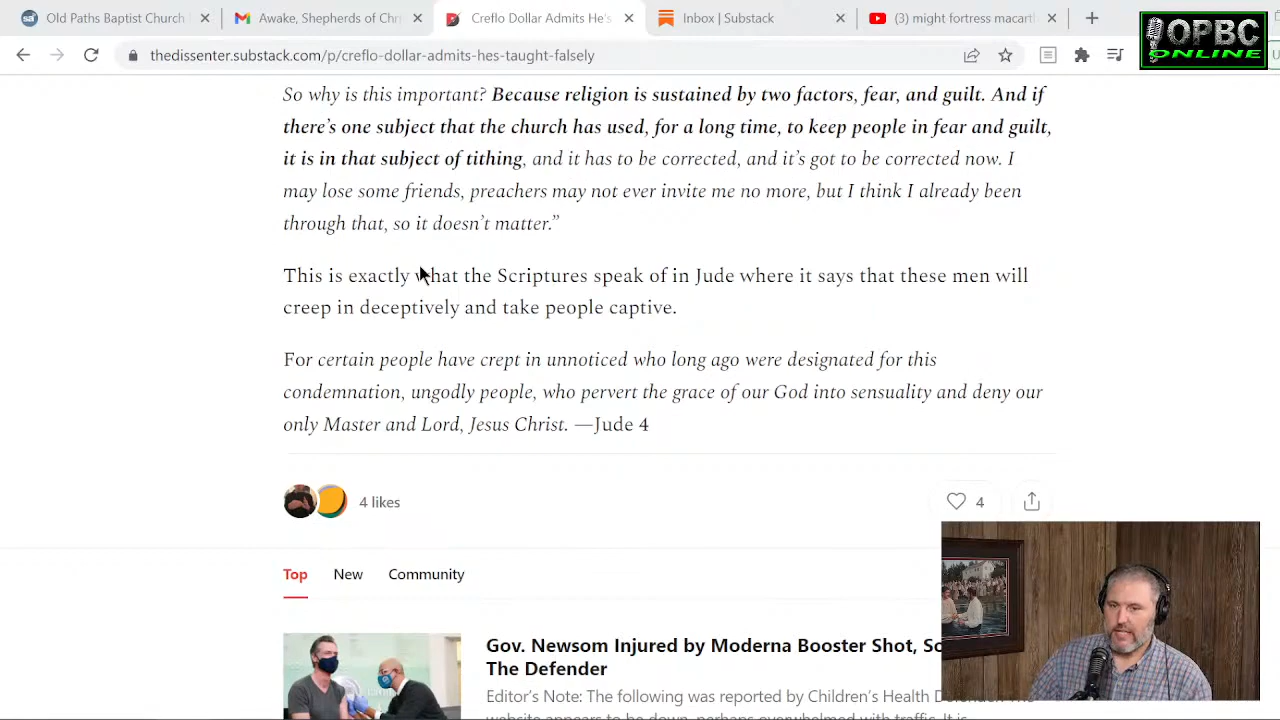 Old Paths Baptist Church
Awake, Shepherds of Ch
Creflo Dollar Admits He's
Inbox | Substack
(3) might fortress macart
OPBC
ONLINE
thedissenter.substack.com/p/creflo-dollar-admits-hes-taught-falsely
So why is this important? Because religion is sustained by two factors, fear, and guilt. And if
there's one subject that the church has used, for a long time, to keep people in fear and guilt,
it is in that subject of tithing, and it has to be corrected, and it's got to be corrected now. I
may lose some friends, preachers may not ever invite me no more, but I think I already been
through that, so it doesn't matter.”
This is exactly what the Scriptures speak of in Jude where it says that these men will
creep in deceptively and take people captive.
For certain people have crept in unnoticed who long ago were designated for this
condemnation, ungodly people, who pervert the grace of our God into sensuality and deny our
only Master and Lord, Jesus Christ. —Jude 4
4 likes
4
Top New Community
Gov. Newsom Injured by Moderna Booster Shot, So
The Defender
Editor's Note: The following was reported by Children's Health
website appears to be down, perhaps overwhelmed with traffic. It is